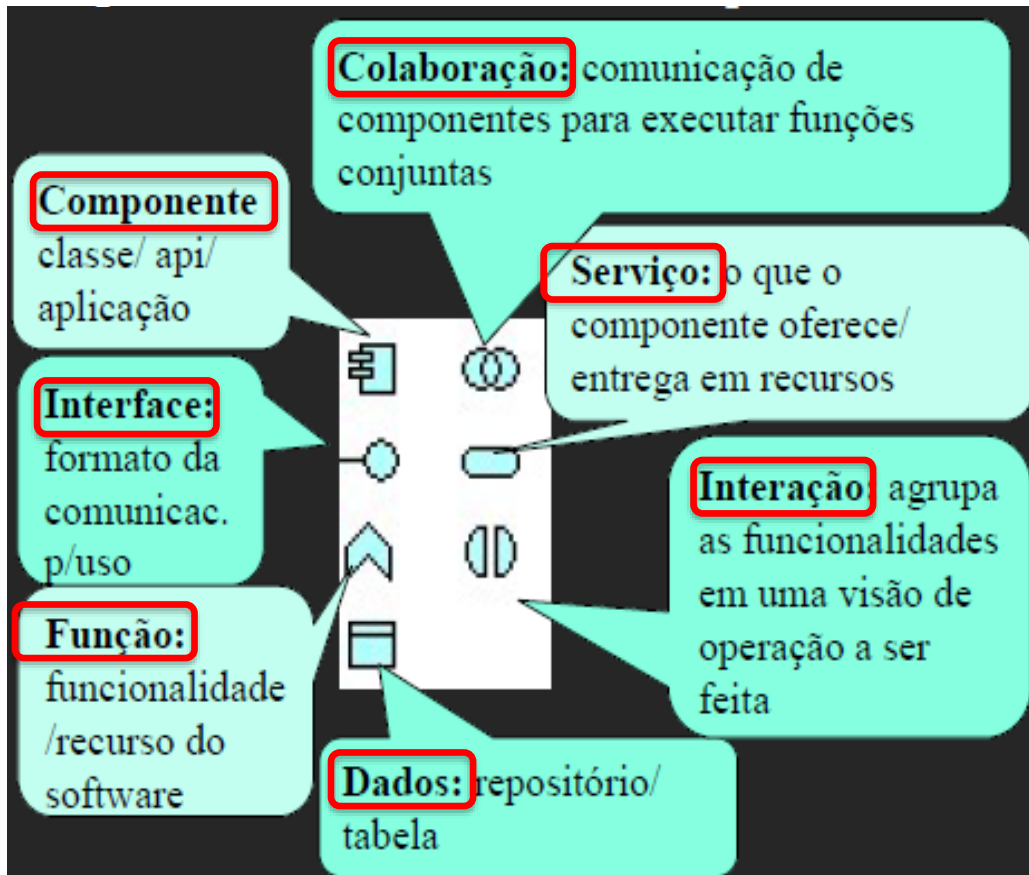 Colaboração: comunicação de
componentes para executar funções
conjuntas
Componente
classe/ api/
aplicação
Serviço: o que o
componente oferece/
entrega em recursos
Interface:
formato da
comunicac.
p/uso
Interação: agrupa
as funcionalidades
em uma visão de
operação a ser
feita
Função:
funcionalidade
/recurso do
software
Dados: repositório/
tabela